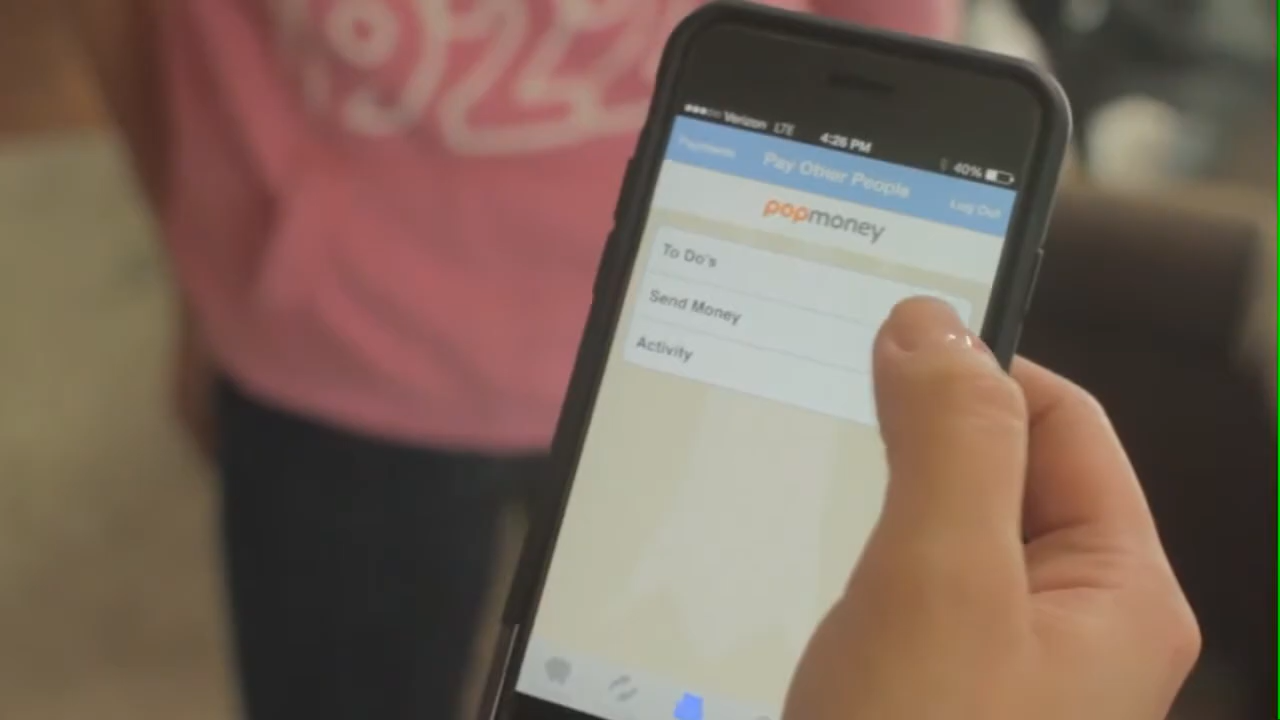 Verizon LTE 4:26 PM 40%
Payments Pay Other People Log Out
popmoney
To Do's
Send Money
Activity